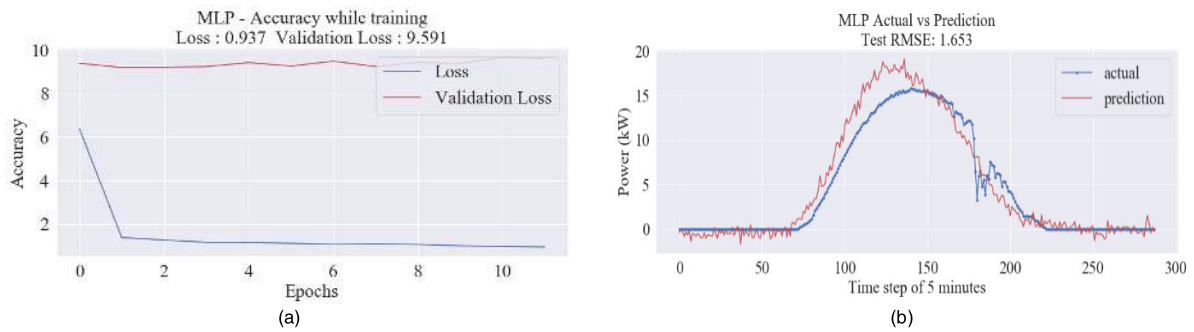 MLP - Accuracy while training
Loss : 0.937 Validation Loss : 9.591
10
8
6
4
2
Accuracy
Loss
Validation Loss
0 2 4 6 8 10
Epochs
(a)
MLP Actual vs Prediction
Test RMSE: 1.653
20
15
10
5
0
Power (kW)
actual
prediction
0 50 100 150 200 250 300
Time step of 5 minutes
(b)